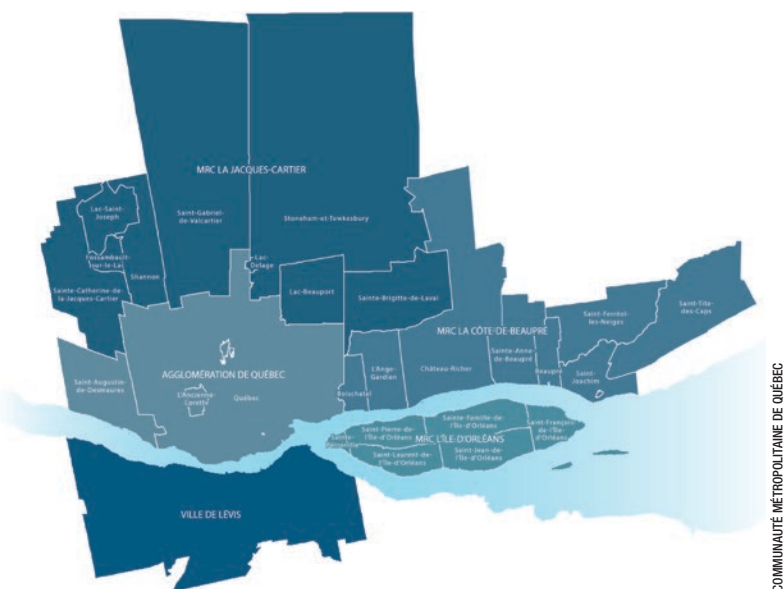 MRC LA JACQUES-CARTIER
Lac-Saint-
Joseph
Saint-Gabriel-
de-Valcartier
Stoneham-et-Tewkesbury
Fossambault-
sur-le-Lac
Shannon
Lac-
Delage
Sainte-Catherine-de-
la-Jacques-Cartier
Lac-Beauport
Sainte-Brigitte-de-Laval
Saint-Ferréol-
les-Neiges
Saint-Tite-
des-Caps
MRC LA CÔTE-DE-BEAUPRÉ
Sainte-Anne-
de-Beaupré
L'Ange-
Gardien
Château-Richer
Beaupré
Saint-
Joachim
AGGLOMÉRATION DE QUÉBEC
Saint-Augustin-
de-Desmaures
L'Ancienne-
Lorette
Québec
Boischatel
Sainte-
Pétronille
Saint-Pierre-de-
l'Île-d'Orléans
Sainte-Famille-de-
l'Île-d'Orléans
Saint-François-
de-l'Île-
d'Orléans
MRC L'ÎLE-D'ORLÉANS
Saint-Laurent-de-
l'Île-d'Orléans
Saint-Jean-de-
l'Île-d'Orléans
VILLE DE LÉVIS
COMMUNAUTÉ MÉTROPOLITAINE DE QUÉBEC